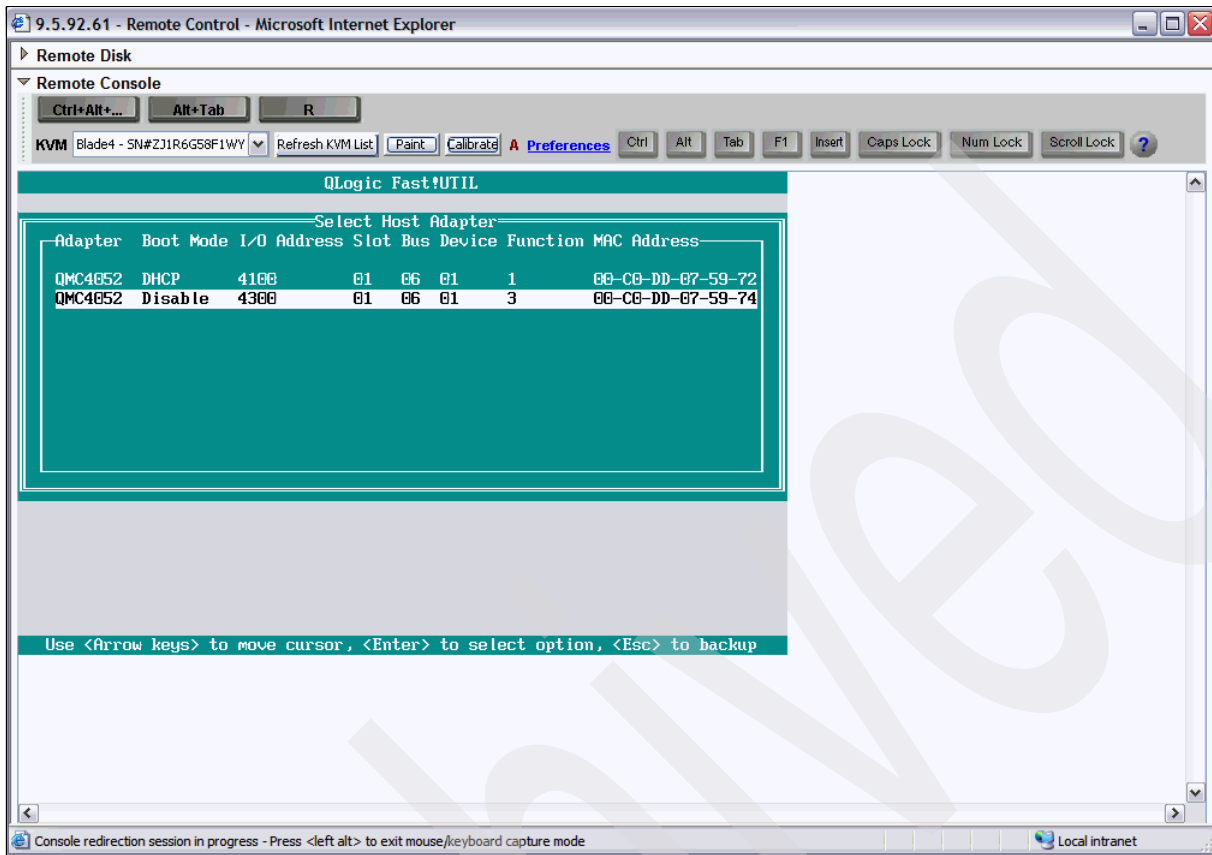 9.5.92.61 - Remote Control - Microsoft Internet Explorer
Remote Disk
Remote Console
Ctrl+Alt+... Alt+Tab R
KVM Blade4 - SN#ZJ1R6G58F1WY Refresh KVM List Paint Calibrate A Preferences Ctrl Alt Tab F1 Insert Caps Lock Num Lock Scroll Lock ?
QLogic Fast!UTIL
Select Host Adapter
Adapter Boot Mode I/O Address Slot Bus Device Function MAC Address
QMC4052 DHCP 4100 01 06 01 1 00-C0-DD-07-59-72
QMC4052 Disable 4300 01 06 01 3 00-C0-DD-07-59-74
Use <Arrow keys> to move cursor, <Enter> to select option, <Esc> to backup
Console redirection session in progress - Press <left alt> to exit mouse/keyboard capture mode Local intranet